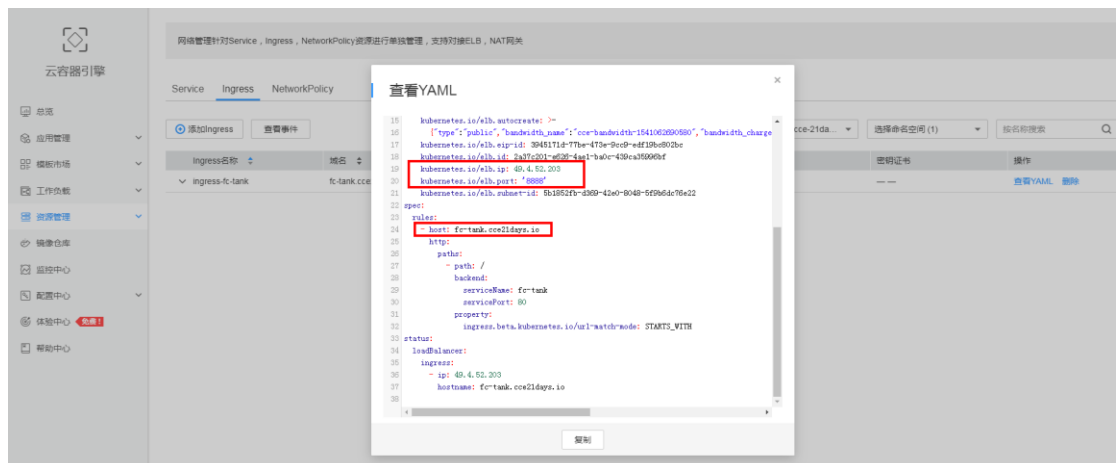 云容器引擎
总览
应用管理
模板市场
工作负载
资源管理
镜像仓库
监控中心
配置中心
体验中心 免费!
帮助中心
网络管理针对Service,Ingress,NetworkPolicy资源进行单独管理,支持对接ELB,NAT网关
Service Ingress NetworkPolicy
添加Ingress 查看事件
cce-21da... 选择命名空间 (1) 按名称搜索
Ingress名称 域名 密钥证书 操作
ingress-fc-tank fc-tank.cce -- 查看YAML 删除
查看YAML ×
15 kubernetes.io/elb.autocreate: >-
16 {"type":"public","bandwidth_name":"cce-bandwidth-1541062690580","bandwidth_charge
17 kubernetes.io/elb.eip-id: 3945171d-77be-473e-9cc9-edf19bc802bc
18 kubernetes.io/elb.id: 2a37c201-e626-4ae1-ba0c-439ca35996bf
19 kubernetes.io/elb.ip: 49.4.52.203
20 kubernetes.io/elb.port: '8888'
21 kubernetes.io/elb.subnet-id: 5b1852fb-d369-42e0-8048-5f9b6dc76e22
22 spec:
23 rules:
24 - host: fc-tank.cce21days.io
25 http:
26 paths:
27 - path: /
28 backend:
29 serviceName: fc-tank
30 servicePort: 80
31 property:
32 ingress.beta.kubernetes.io/url-match-mode: STARTS_WITH
33 status:
34 loadBalancer:
35 ingress:
36 - ip: 49.4.52.203
37 hostname: fc-tank.cce21days.io
38
复制